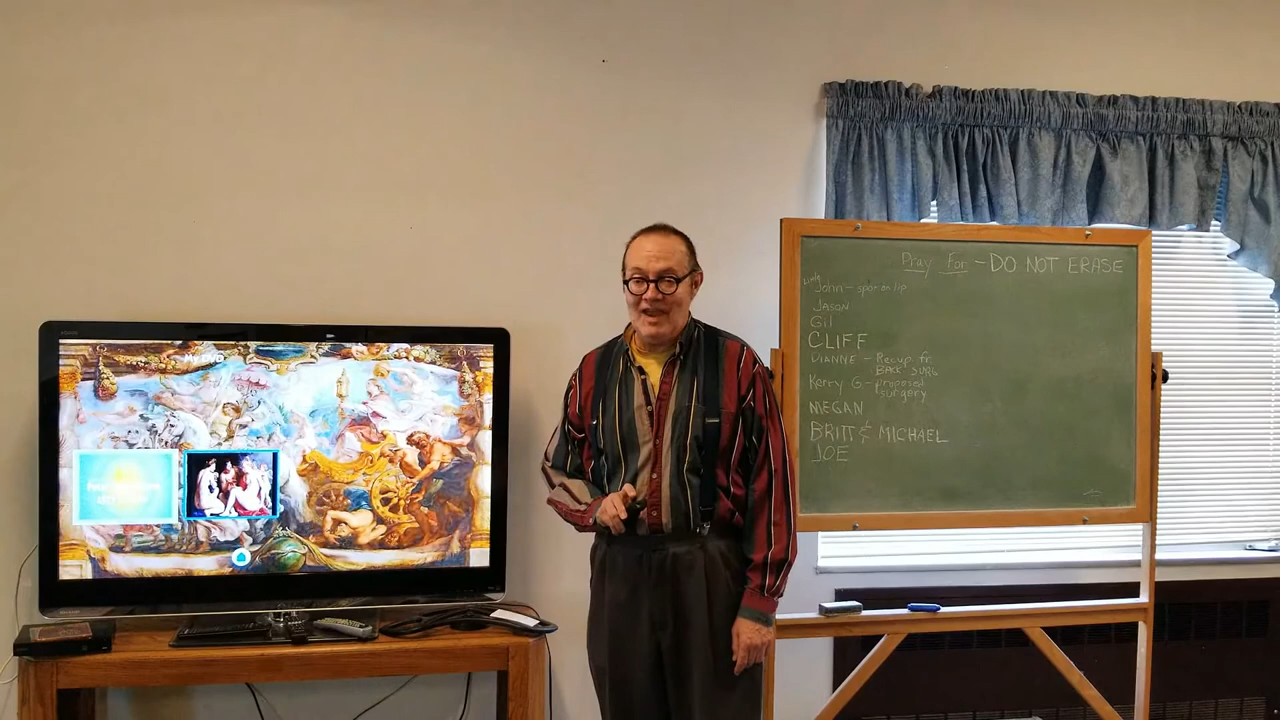 My DVD
Pray For - DO NOT ERASE
Little
John - spot on lip
JASON
Gil
CLIFF
DIANNE - Recup. fr.
BACK SURG
Kerry G - proposed
surgery
MEGAN
BRITT & MICHAEL
JOE